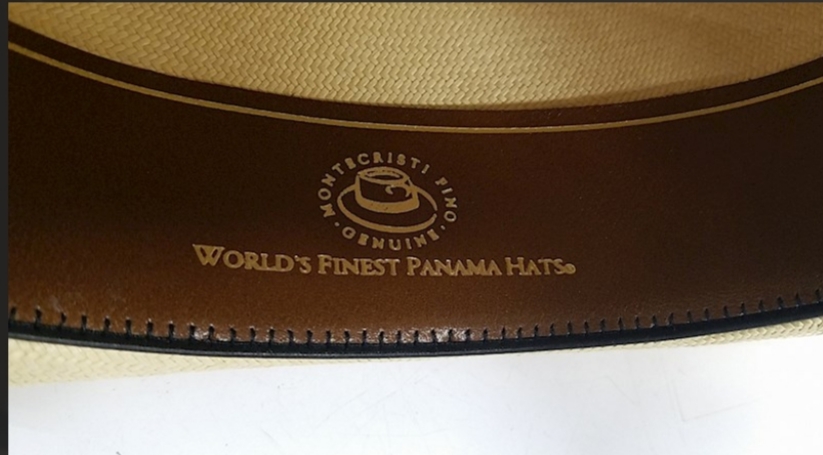 · MONTECRISTI FINO ·
GENUINE
WORLD'S FINEST PANAMA HATS®